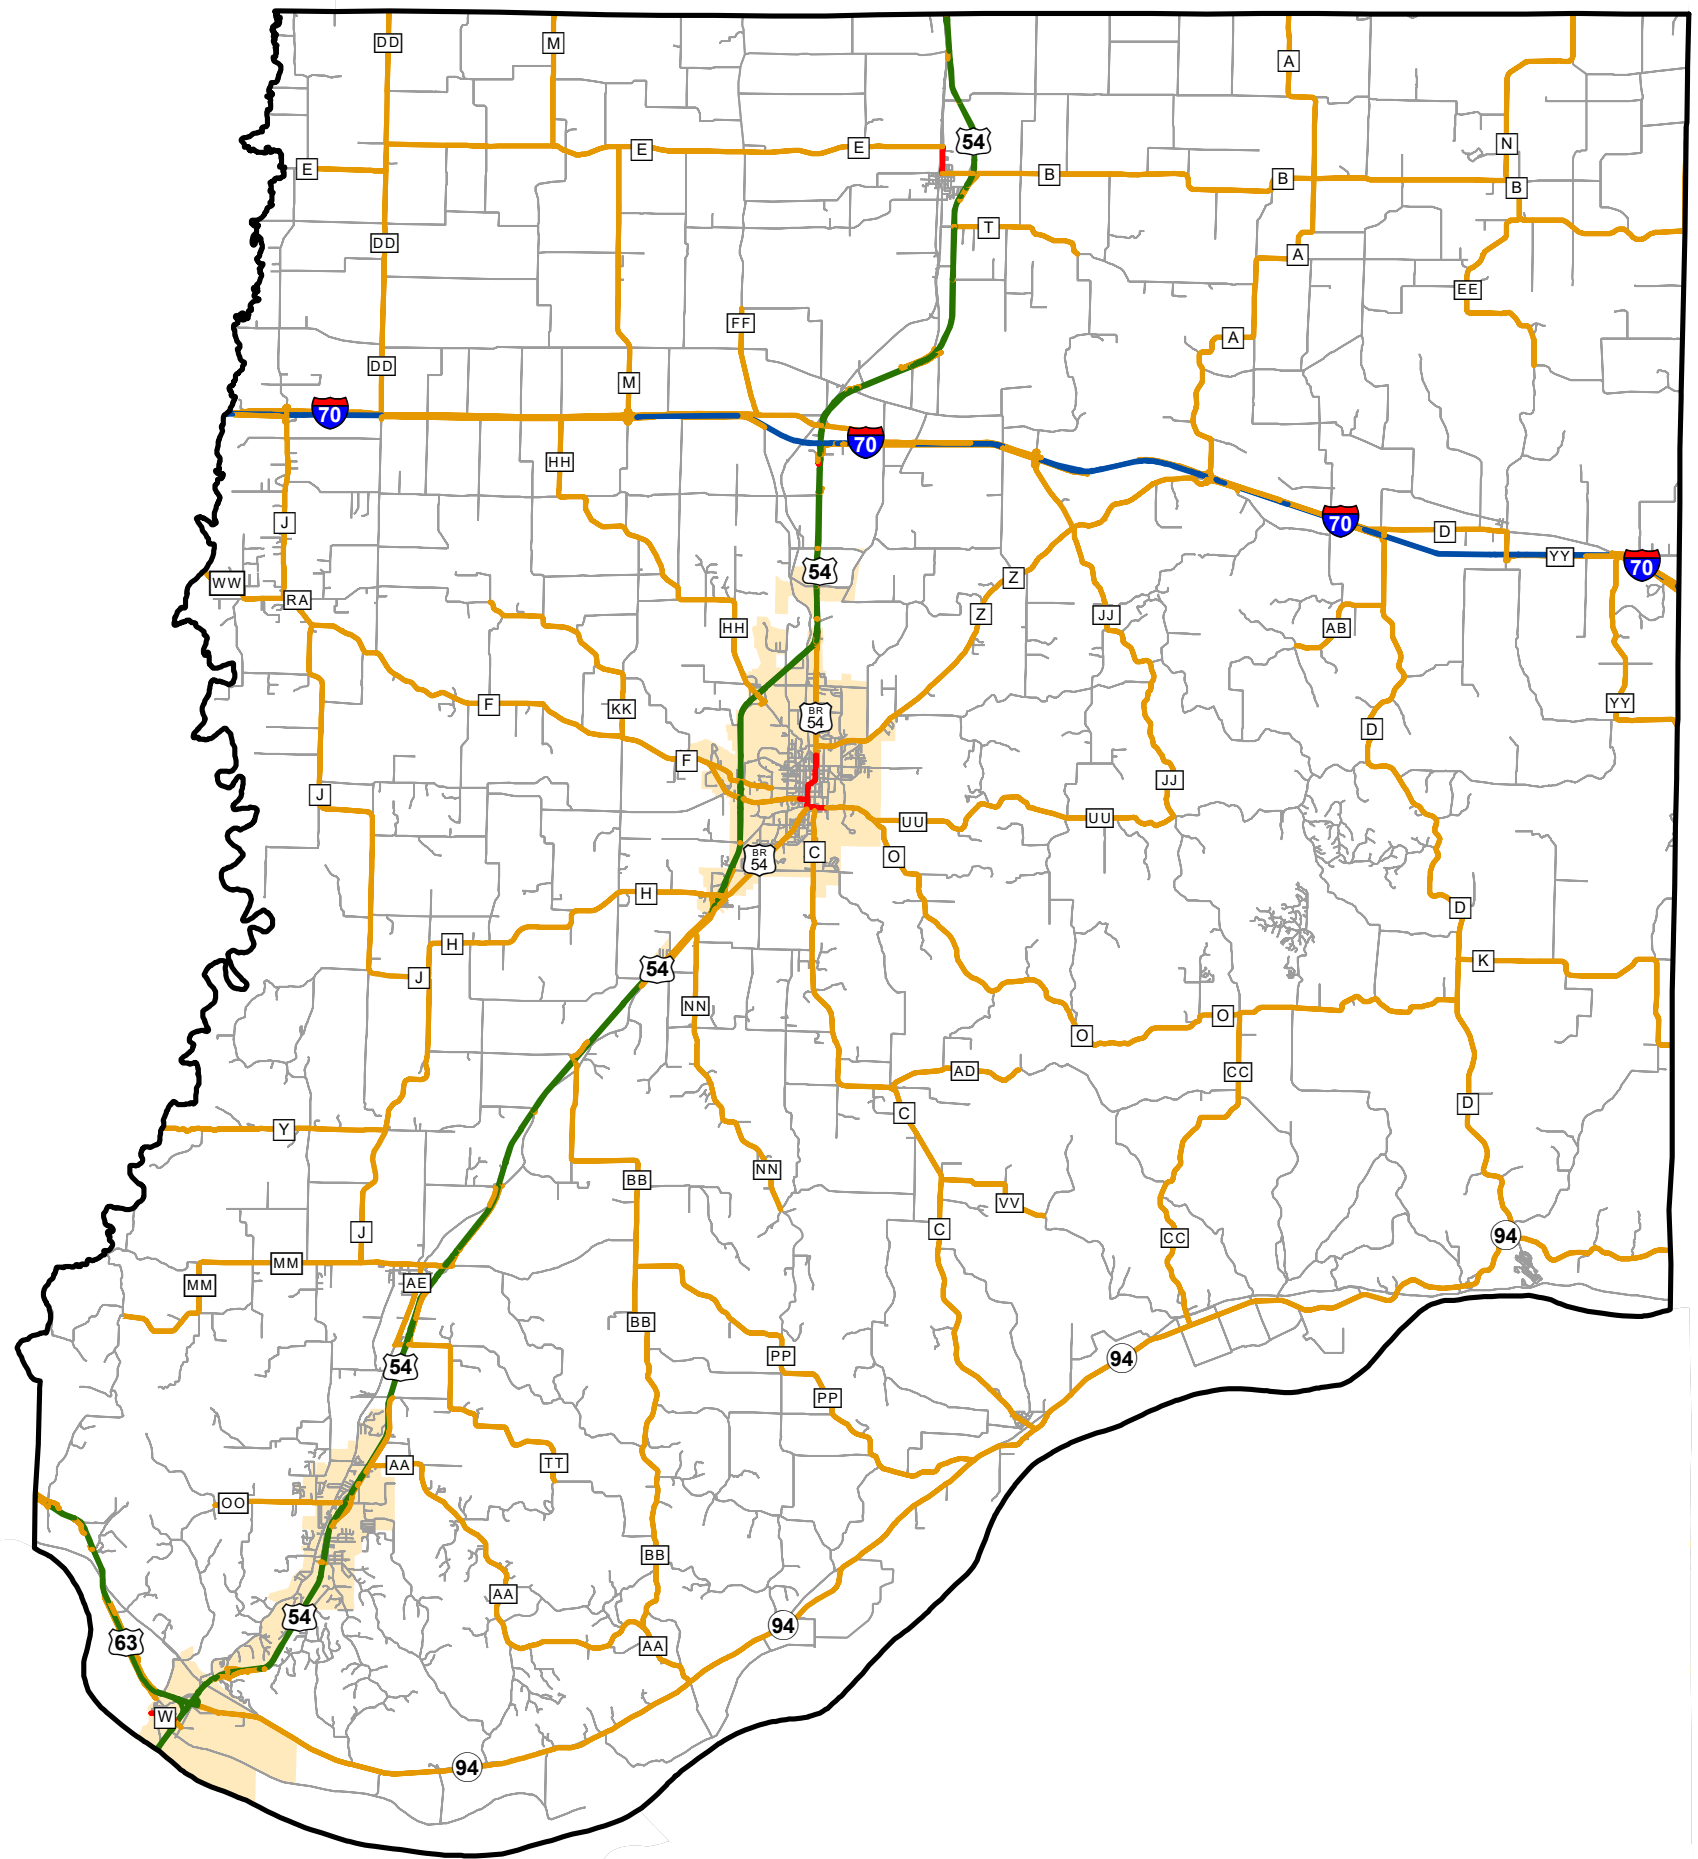 DD
M
A
54
N
E
E
E
B
B
B
T
DD
A
EE
FF
A
DD
M
70
70
HH
J
70
D
54
YY
70
WW
Z
RA
Z
JJ
HH
AB
F
KK
BR
54
YY
D
F
JJ
J
UU
UU
C
BR
54
O
H
D
H
K
54
J
NN
O
O
AD
CC
D
C
Y
NN
BB
VV
J
C
CC
94
MM
MM
AE
BB
PP
94
54
PP
TT
AA
OO
BB
AA
54
94
63
AA
W
94